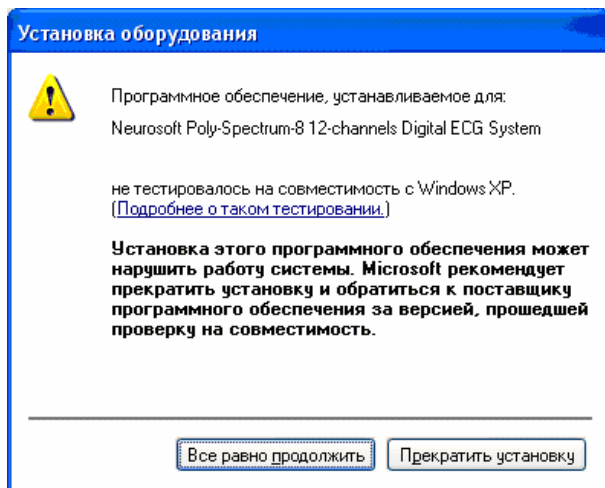 Установка оборудования
Программное обеспечение, устанавливаемое для:
Neurosoft Poly-Spectrum-8 12-channels Digital ECG System
не тестировалось на совместимость с Windows XP.
(Подробнее о таком тестировании.)
Установка этого программного обеспечения может
нарушить работу системы. Microsoft рекомендует
прекратить установку и обратиться к поставщику
программного обеспечения за версией, прошедшей
проверку на совместимость.
Все равно продолжить
Прекратить установку